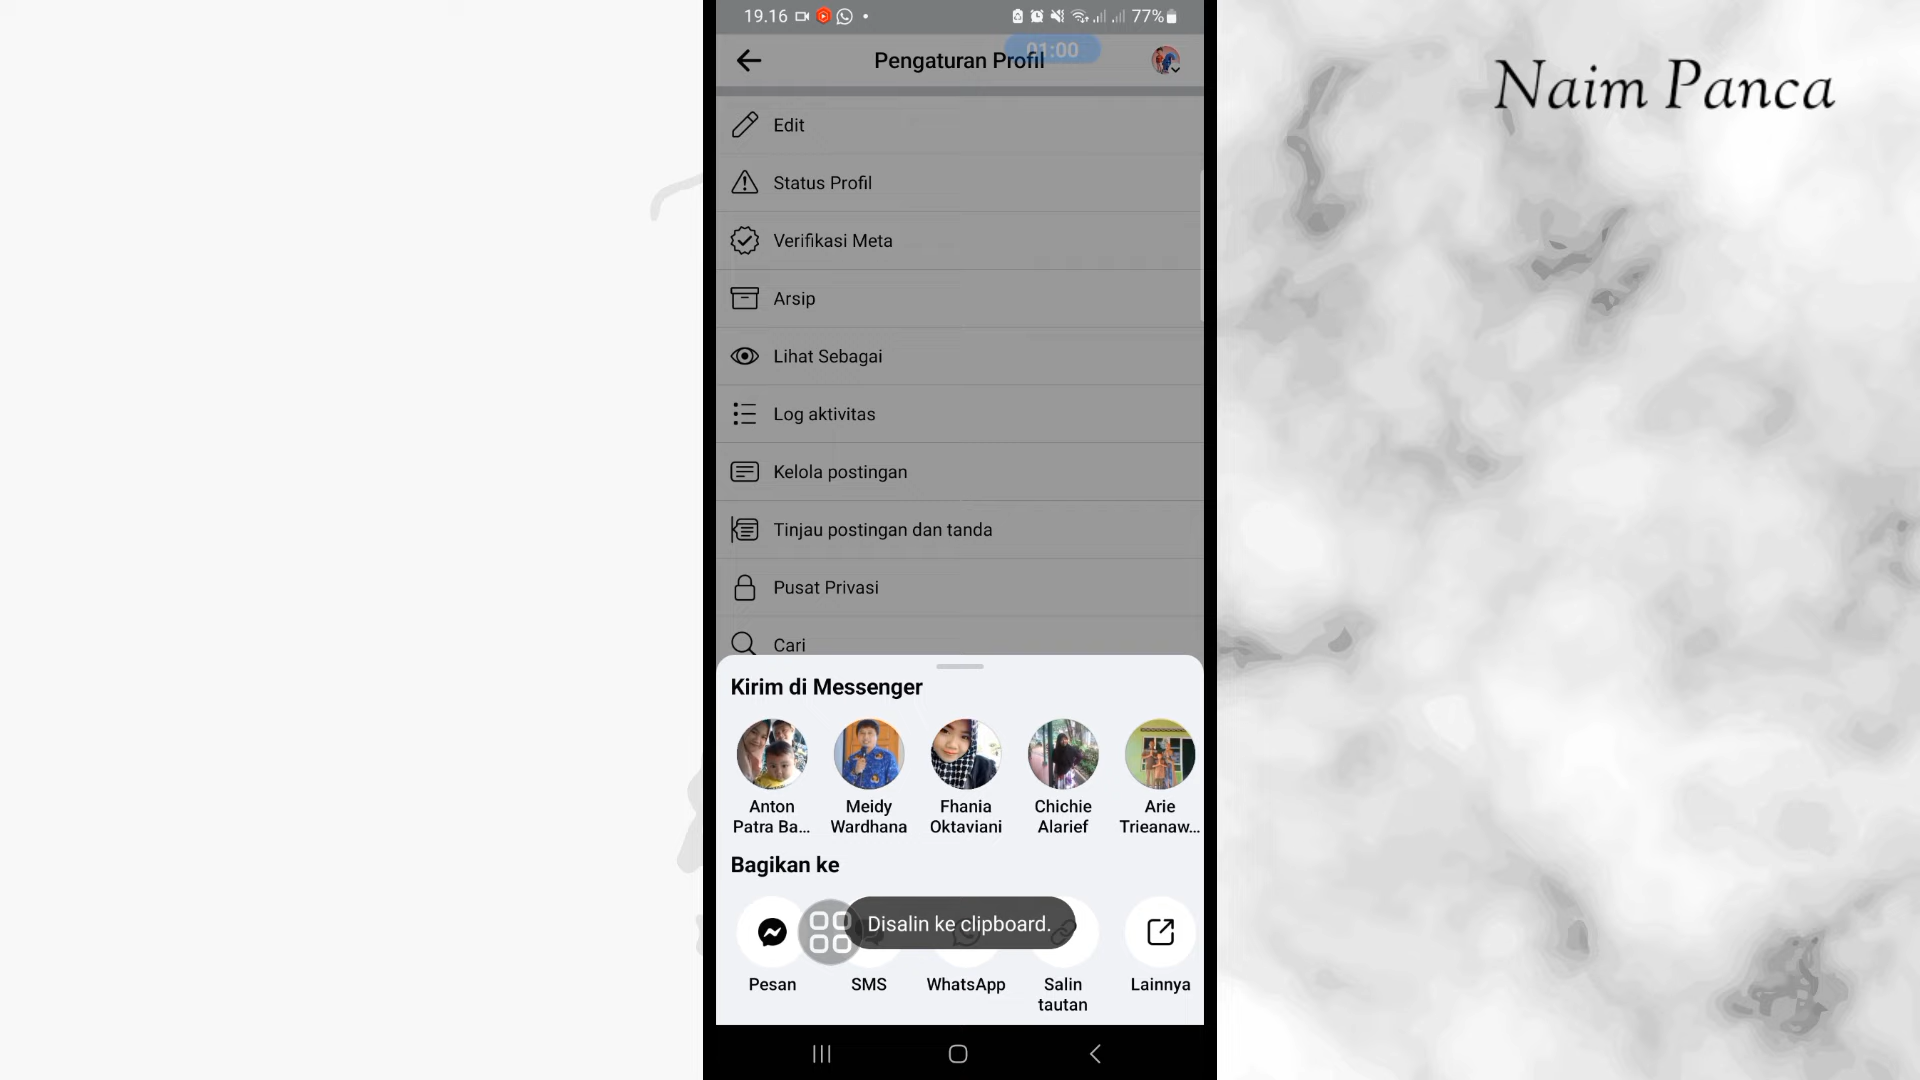 19.16
77%
01:00
Pengaturan Profil
Naim Panca
Edit
Status Profil
Verifikasi Meta
Arsip
Lihat Sebagai
Log aktivitas
Kelola postingan
Tinjau postingan dan tanda
Pusat Privasi
Cari
Kirim di Messenger
Anton Patra Ba...
Meidy Wardhana
Fhania Oktaviani
Chichie Alarief
Arie Trieanaw...
Bagikan ke
Disalin ke clipboard.
Pesan
SMS
WhatsApp
Salin tautan
Lainnya